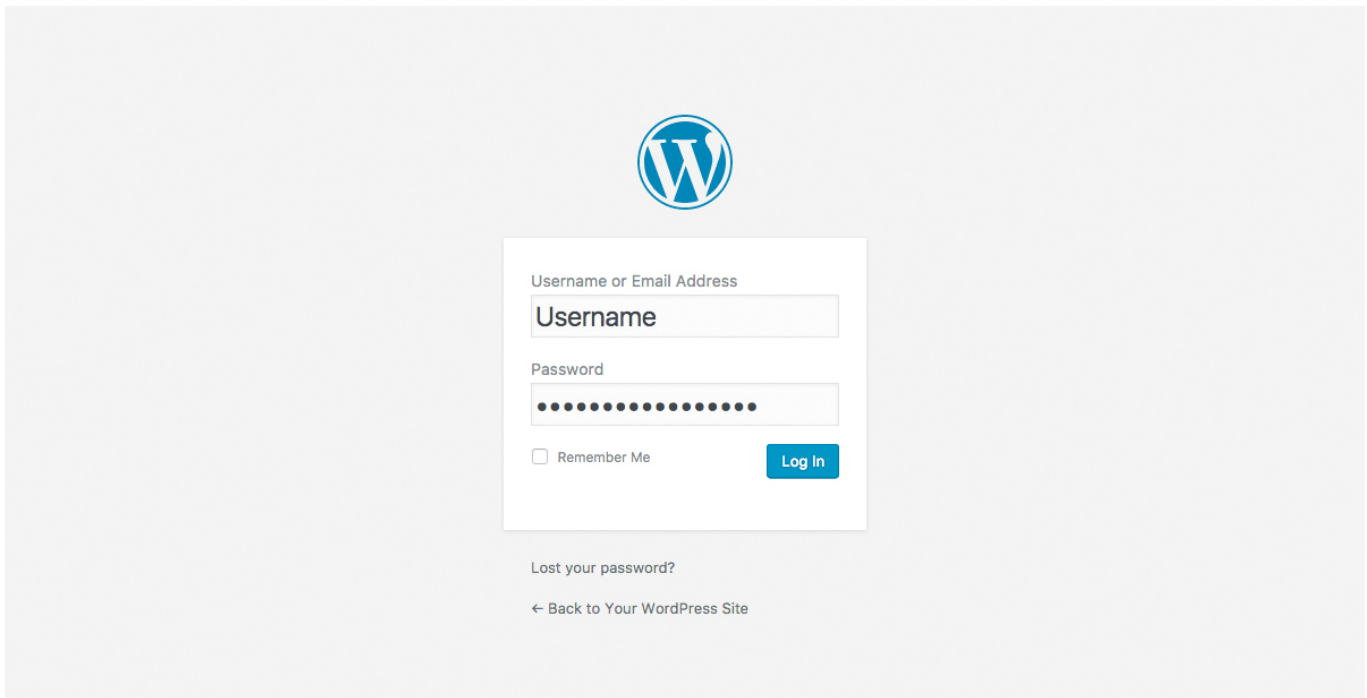 Username or Email Address
Username
Password
•••••••••••••••••
Remember Me
Log In
Lost your password?
← Back to Your WordPress Site